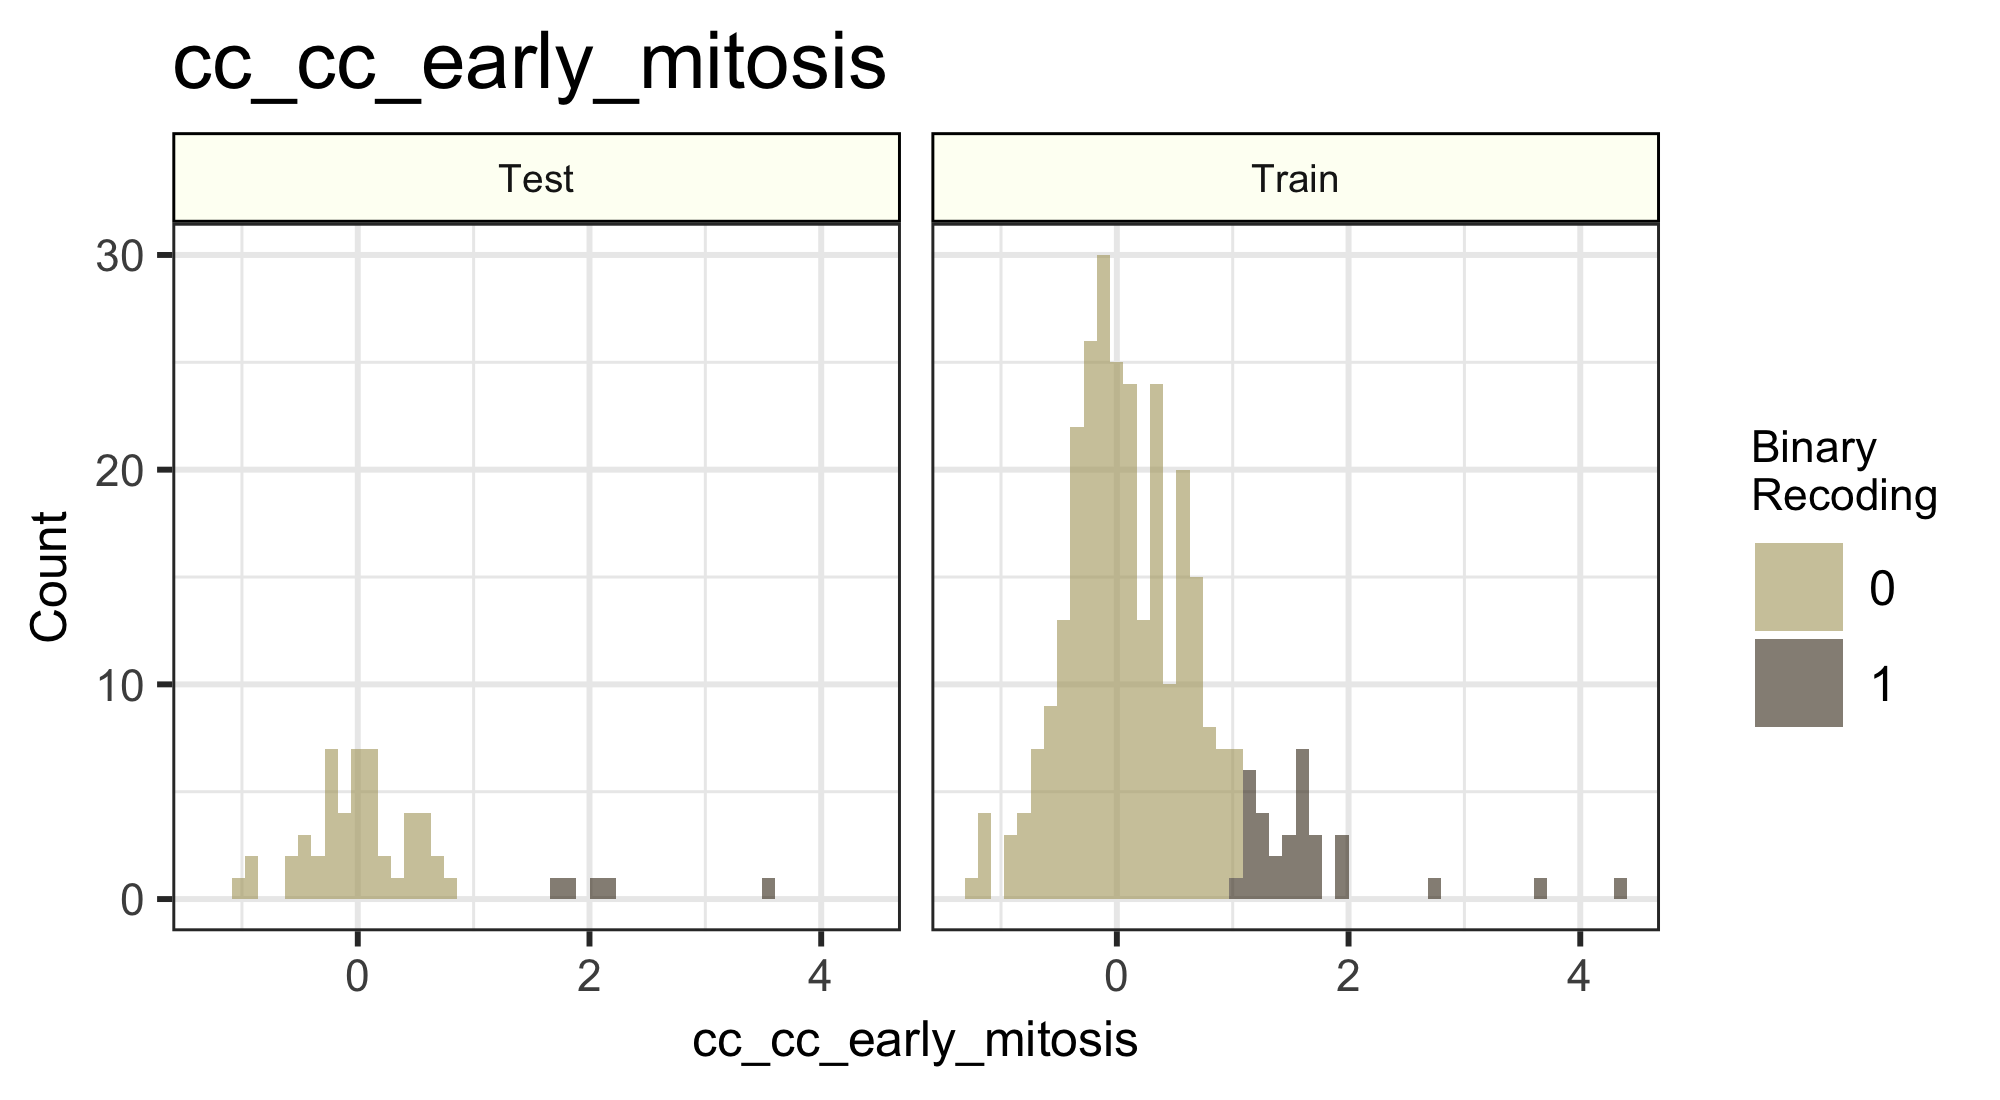 cc_cc_early_mitosis
Test
Train
30
20
10
0
Count
0
2
4
0
2
4
cc_cc_early_mitosis
Binary
Recoding
0
1